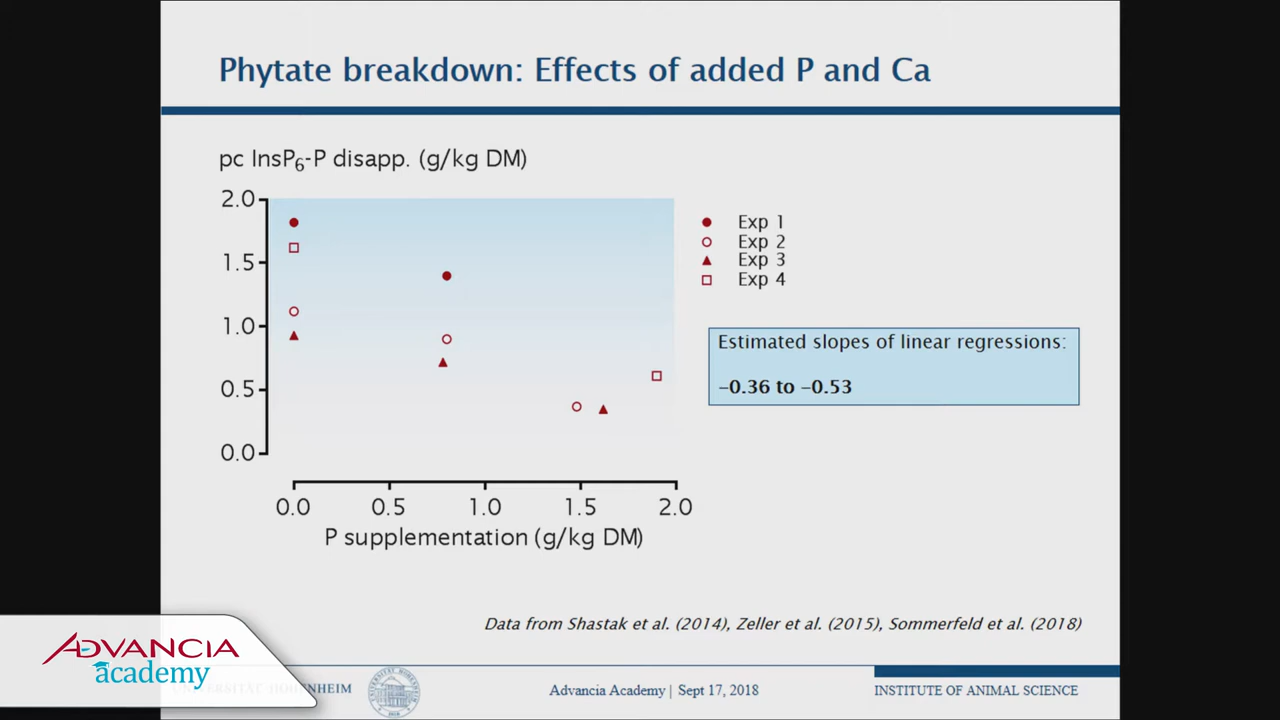 Phytate breakdown: Effects of added P and Ca
pc InsP6-P disapp. (g/kg DM)
2.0
1.5
1.0
0.5
0.0
0.0 0.5 1.0 1.5 2.0
P supplementation (g/kg DM)
Exp 1
Exp 2
Exp 3
Exp 4
Estimated slopes of linear regressions:
−0.36 to −0.53
Data from Shastak et al. (2014), Zeller et al. (2015), Sommerfeld et al. (2018)
ADVANCIA
academy
UNIVERSITÄT HOHENHEIM
Advancia Academy | Sept 17, 2018
INSTITUTE OF ANIMAL SCIENCE